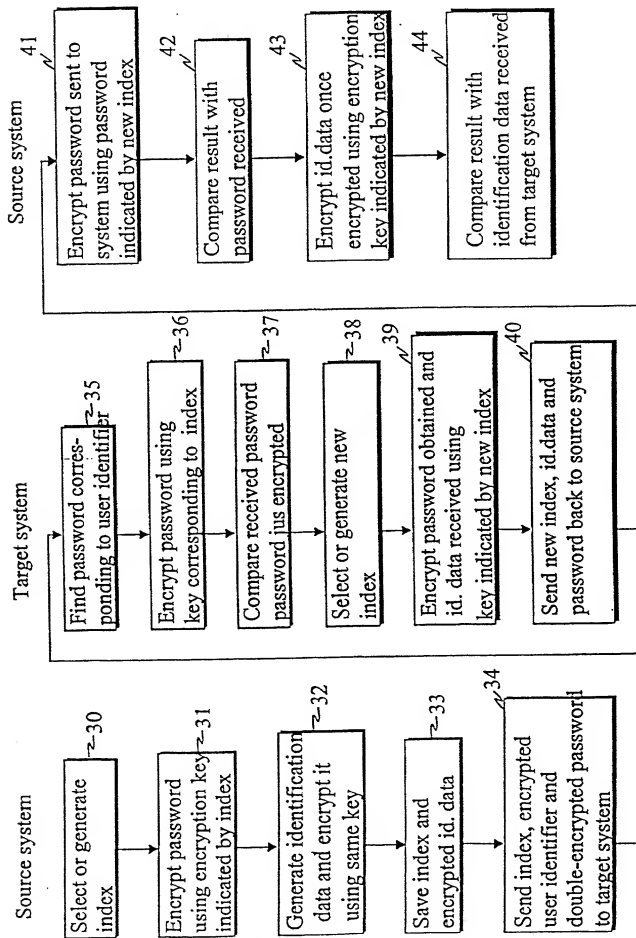 Source system
Select or generate
index
30
Encrypt password
using encryption key
indicated by index
31
Generate identification
data and encrypt it
using same key
32
Save index and
encrypted id. data
33
Send index, encrypted
user identifier and
double-encrypted password
to target system
34
Target system
Find password corres-
ponding to user identifier
35
Encrypt password using
key corresponding to index
36
Compare received password
password jus encrypted
37
Select or generate new
index
38
Encrypt password obtained and
id. data received using
key indicated by new index
39
Send new index, id.data and
password back to source system
40
Source system
Encrypt password sent to
system using password
indicated by new index
41
Compare result with
password received
42
Encrypt id.data once
encrypted using encryption
key indicated by new index
43
Compare result with
identification data received
from target system
44